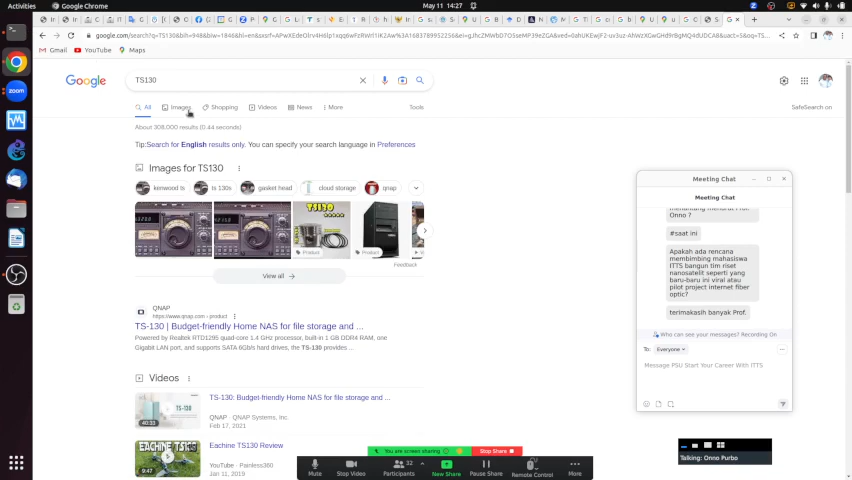 Activities
Google Chrome
May 11 14:27
Gmail
YouTube
Maps
Google
TS130
All
Images
Shopping
Videos
News
More
Tools
SafeSearch on
About 308,000 results (0.44 seconds)
Tip: Search for English results only. You can specify your search language in Preferences
Images for TS130
kenwood ts
ts 130s
gasket head
cloud storage
qnap
TS130
Product
Product
Feedback
View all
QNAP
https://www.qnap.com › product
TS-130 | Budget-friendly Home NAS for file storage and ...
Powered by Realtek RTD1295 quad-core 1.4 GHz processor, built-in 1 GB DDR4 RAM, one
Gigabit LAN port, and supports SATA 6Gb/s hard drives, the TS-130 provides ...
Videos
40:33
TS-130: Budget-friendly Home NAS for file storage and ...
QNAP · QNAP Systems, Inc.
Feb 17, 2021
9:47
Eachine TS130 Review
YouTube · Painless360
Jan 11, 2019
Meeting Chat
Meeting Chat
Onno ?
#saat ini
Apakah ada rencana
membimbing mahasiswa
ITTS bangun tim riset
nanosatelit seperti yang
baru-baru ini viral atau
pilot project internet fiber
optic?
terimakasih banyak Prof.
Who can see your messages? Recording On
To: Everyone
Message PSU Start Your Career With ITTS
You are screen sharing
Stop Share
Mute
Stop Video
32
Participants
New Share
Pause Share
Remote Control
More
Talking: Onno Purbo
zoom